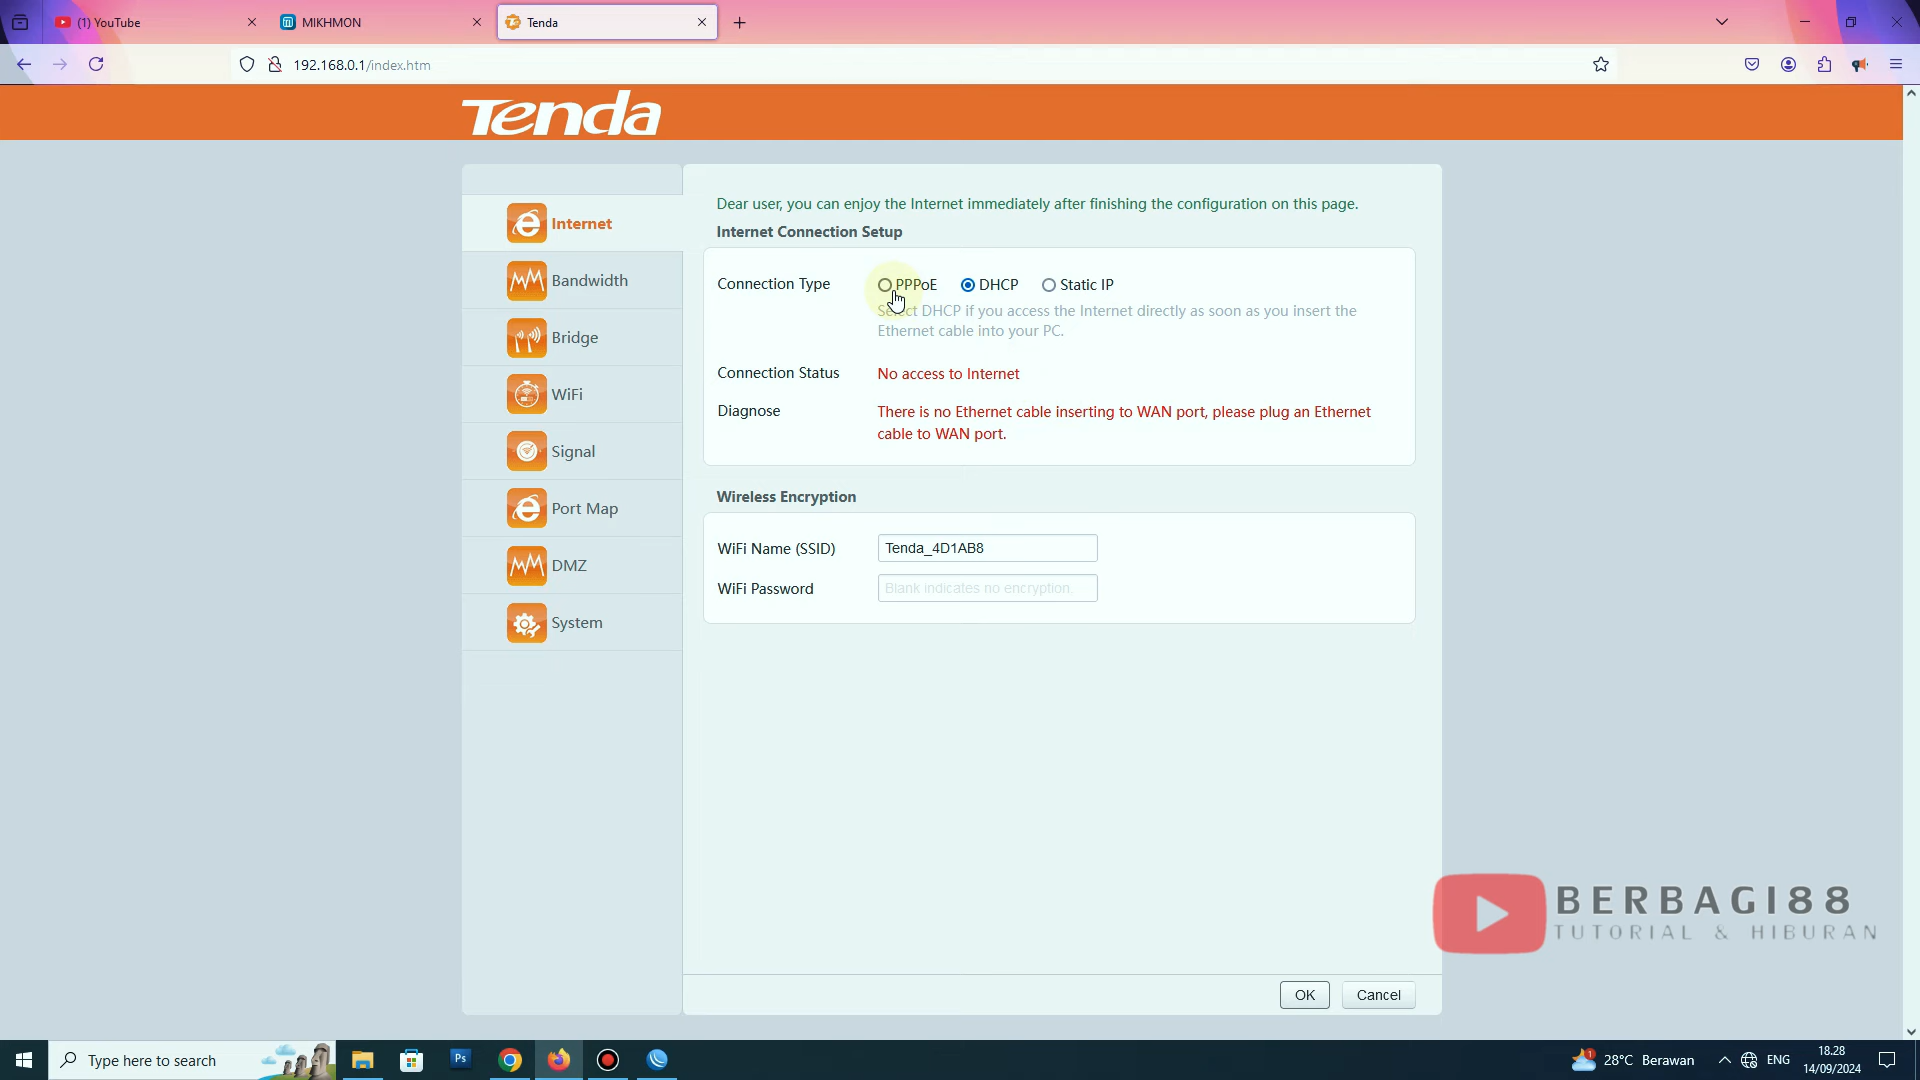 (1) YouTube
MIKHMON
Tenda
192.168.0.1/index.htm
Tenda
Internet
Bandwidth
Bridge
WiFi
Signal
Port Map
DMZ
System
Dear user, you can enjoy the Internet immediately after finishing the configuration on this page.
Internet Connection Setup
Connection Type PPPoE DHCP Static IP
Select DHCP if you access the Internet directly as soon as you insert the
Ethernet cable into your PC.
Connection Status No access to Internet
Diagnose There is no Ethernet cable inserting to WAN port, please plug an Ethernet
cable to WAN port.
Wireless Encryption
WiFi Name (SSID) Tenda_4D1AB8
WiFi Password Blank indicates no encryption.
OK Cancel
BERBAGI88
TUTORIAL & HIBURAN
Type here to search
Ps
1
28°C Berawan
ENG
18.28
14/09/2024